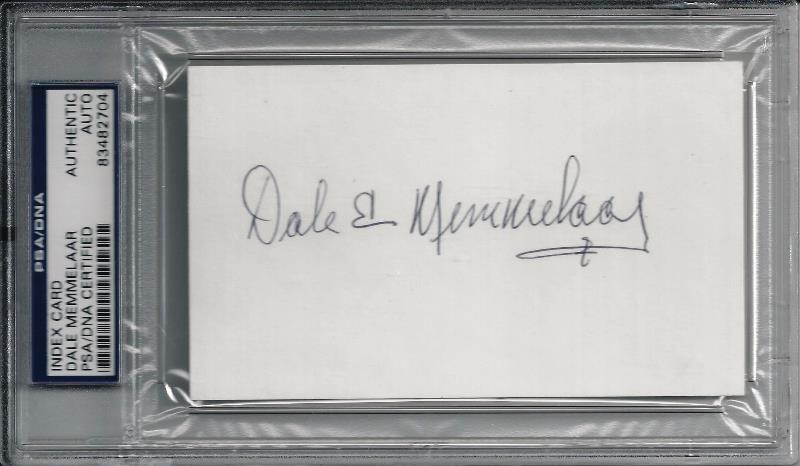 PSA/DNA
INDEX CARD
DALE MEMMELAAR
PSA/DNA CERTIFIED
AUTHENTIC
AUTO
83482704
Dale E Memmelaar